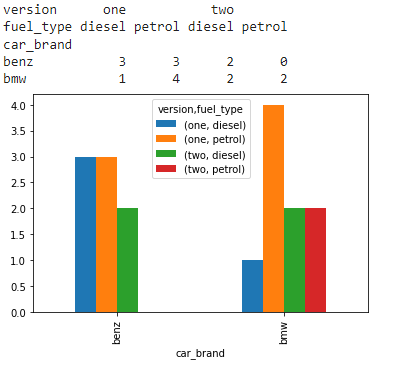 version one two
fuel_type diesel petrol diesel petrol
car_brand
benz 3 3 2 0
bmw 1 4 2 2
4.0
3.5
3.0
2.5
2.0
1.5
1.0
0.5
0.0
version,fuel_type
(one, diesel)
(one, petrol)
(two, diesel)
(two, petrol)
benz
bmw
car_brand